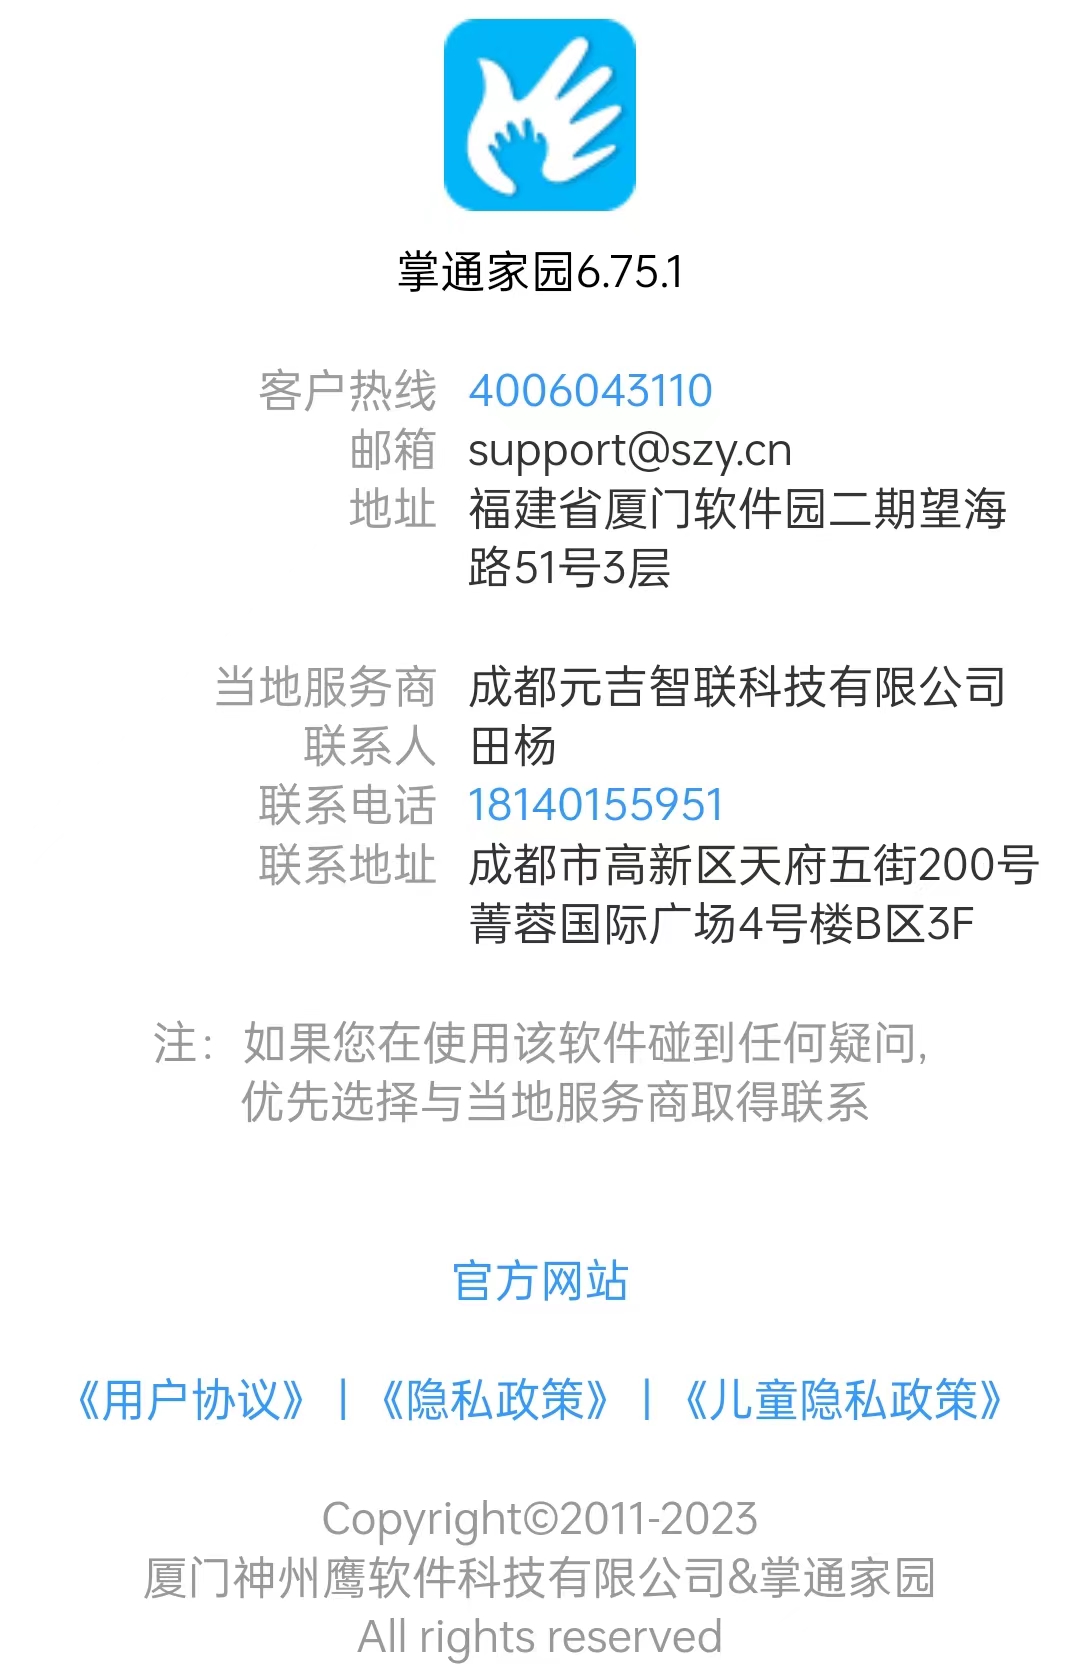 掌通家园6.75.1
客户热线 4006043110
邮箱 support@szy.cn
地址 福建省厦门软件园二期望海
路51号3层
当地服务商 成都元吉智联科技有限公司
联系人 田杨
联系电话 18140155951
联系地址 成都市高新区天府五街200号
菁蓉国际广场4号楼B区3F
注：如果您在使用该软件碰到任何疑问,
优先选择与当地服务商取得联系
官方网站
《用户协议》 | 《隐私政策》 | 《儿童隐私政策》
Copyright©2011-2023
厦门神州鹰软件科技有限公司&掌通家园
All rights reserved